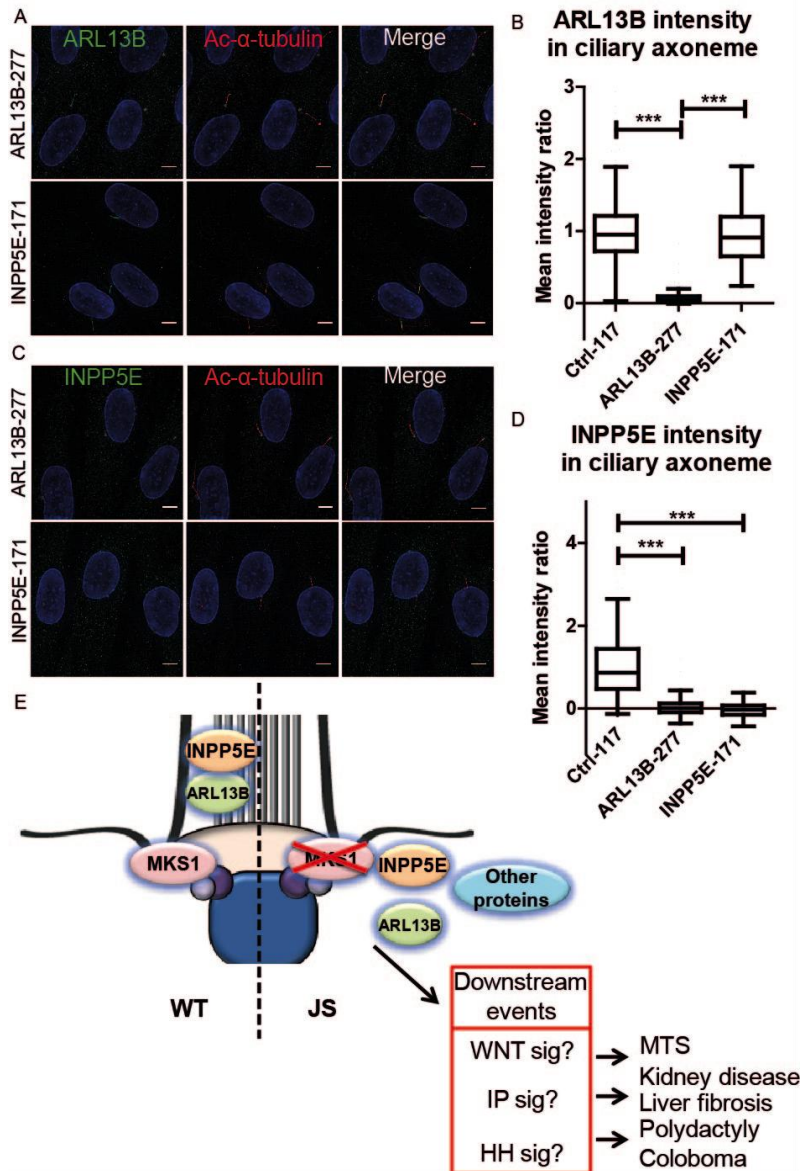 A
ARL13B
Ac-α-tubulin
Merge
ARL13B-277
INPP5E-171
B
ARL13B intensity
in ciliary axoneme
Mean intensity ratio
3
2
1
0
***
***
Ctrl-117
ARL13B-277
INPP5E-171
C
INPP5E
Ac-α-tubulin
Merge
ARL13B-277
INPP5E-171
D
INPP5E intensity
in ciliary axoneme
Mean intensity ratio
4
2
0
***
***
Ctrl-117
ARL13B-277
INPP5E-171
E
INPP5E
ARL13B
MKS1
MKS1
INPP5E
Other
proteins
ARL13B
WT
JS
Downstream
events
WNT sig?
IP sig?
HH sig?
MTS
Kidney disease
Liver fibrosis
Polydactyly
Coloboma